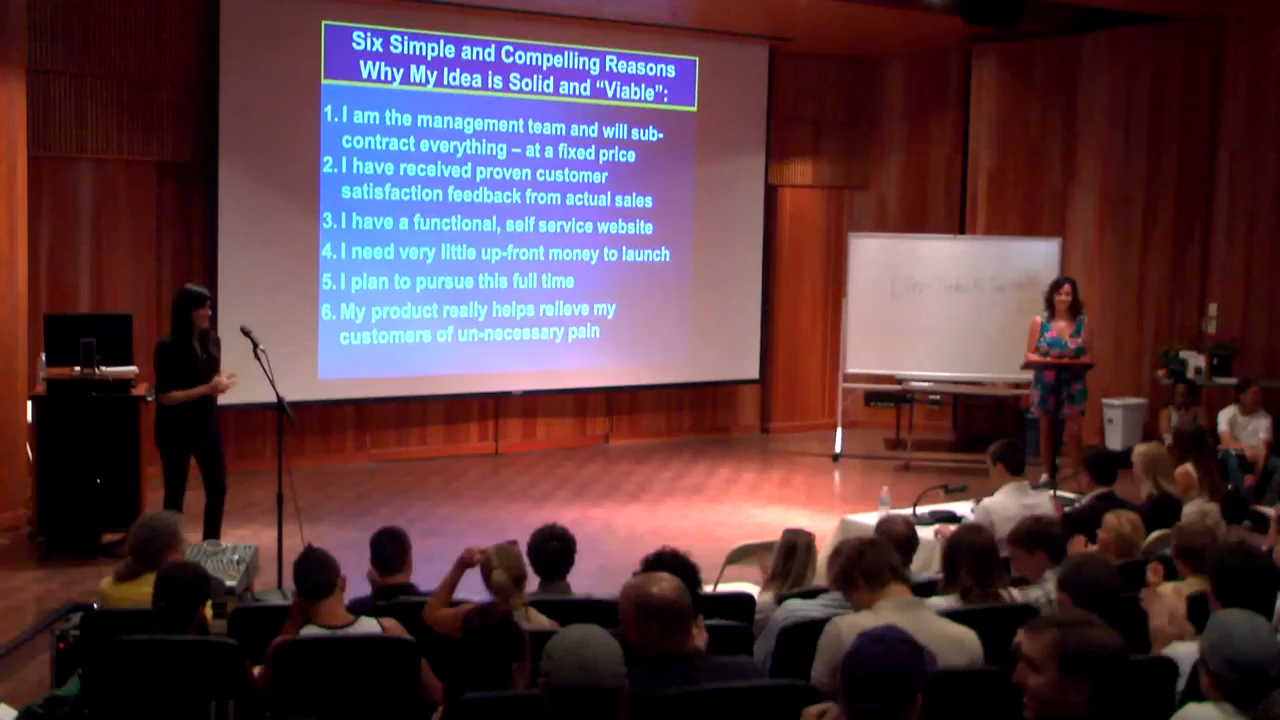 Six Simple and Compelling Reasons
Why My Idea is Solid and “Viable”:
1. I am the management team and will sub-
contract everything – at a fixed price
2. I have received proven customer
satisfaction feedback from actual sales
3. I have a functional, self service website
4. I need very little up-front money to launch
5. I plan to pursue this full time
6. My product really helps relieve my
customers of un-necessary pain